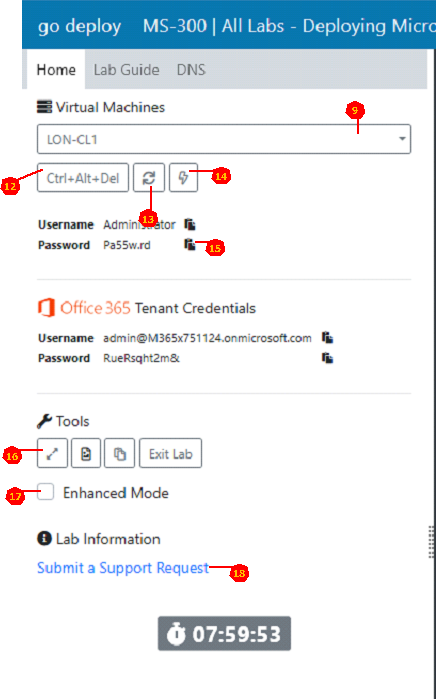 go deploy MS-300 | All Labs - Deploying Micro
Home Lab Guide DNS
Virtual Machines
9
LON-CL1
12 Ctrl+Alt+Del 13 14
Username Administrator
Password Pa55w.rd 15
Office 365 Tenant Credentials
Username admin@M365x751124.onmicrosoft.com
Password RueRsqht2m&
Tools
16 Exit Lab
17 Enhanced Mode
Lab Information
Submit a Support Request 18
07:59:53